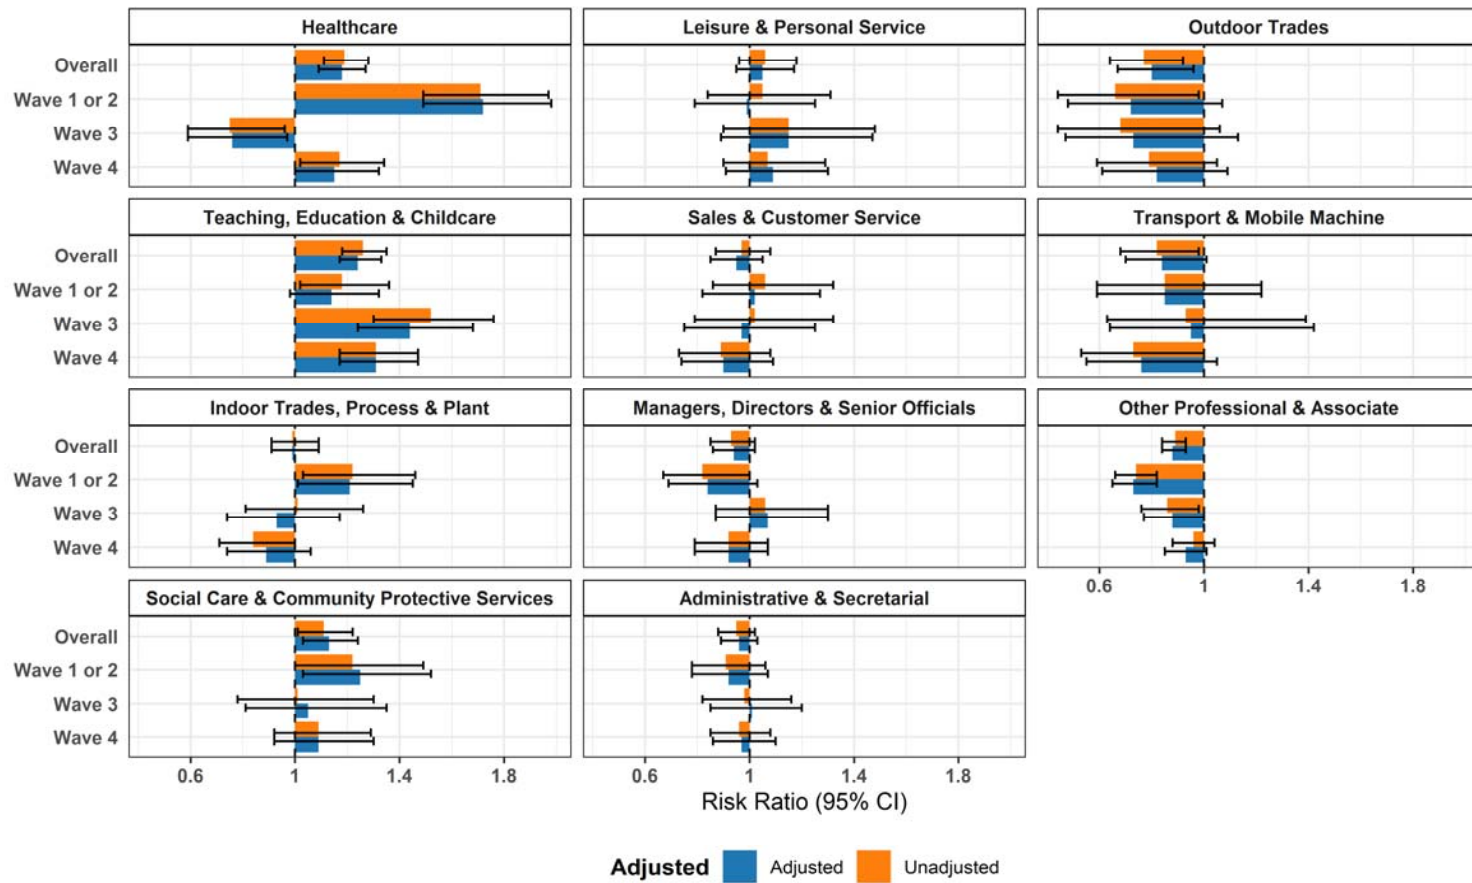 Healthcare
Leisure & Personal Service
Outdoor Trades
Overall
Wave 1 or 2
Wave 3
Wave 4
Teaching, Education & Childcare
Sales & Customer Service
Transport & Mobile Machine
Overall
Wave 1 or 2
Wave 3
Wave 4
Indoor Trades, Process & Plant
Managers, Directors & Senior Officials
Other Professional & Associate
Overall
Wave 1 or 2
Wave 3
Wave 4
0.6 1 1.4 1.8
Social Care & Community Protective Services
Administrative & Secretarial
Overall
Wave 1 or 2
Wave 3
Wave 4
0.6 1 1.4 1.8
0.6 1 1.4 1.8
Risk Ratio (95% CI)
Adjusted Adjusted Unadjusted